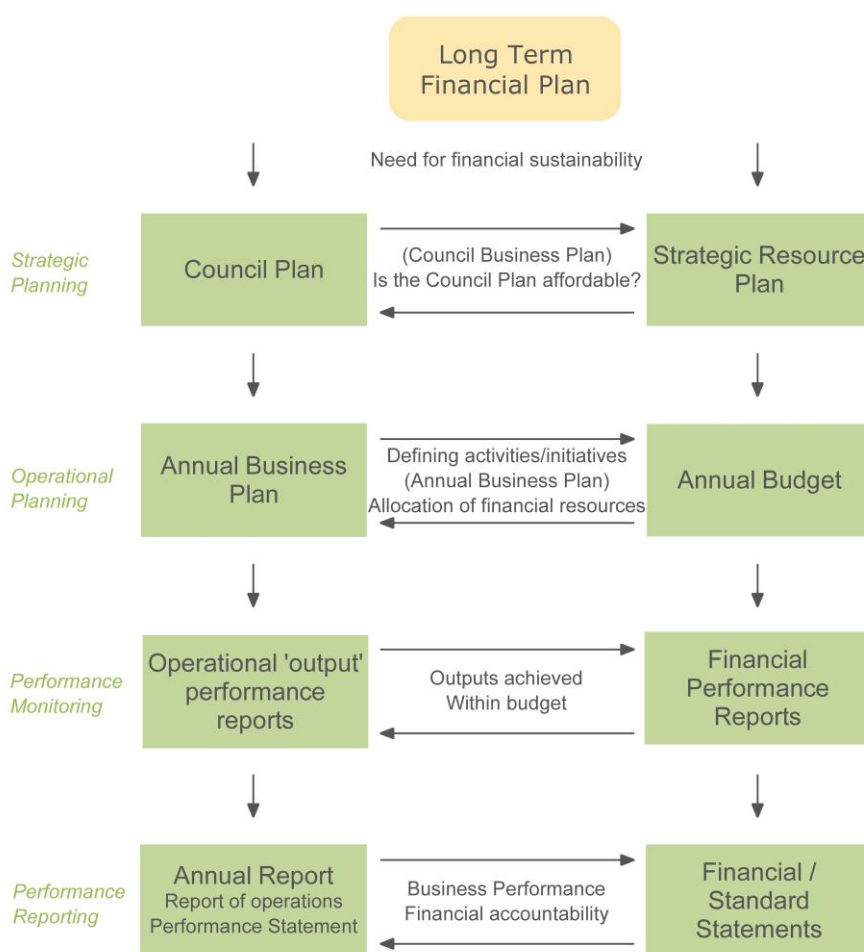 Long Term
Financial Plan
Need for financial sustainability
Strategic
Planning
Council Plan
(Council Business Plan)
Is the Council Plan affordable?
Strategic Resource
Plan
Operational
Planning
Annual Business
Plan
Defining activities/initiatives
(Annual Business Plan)
Allocation of financial resources
Annual Budget
Performance
Monitoring
Operational 'output'
performance
reports
Outputs achieved
Within budget
Financial
Performance
Reports
Performance
Reporting
Annual Report
Report of operations
Performance Statement
Business Performance
Financial accountability
Financial /
Standard
Statements